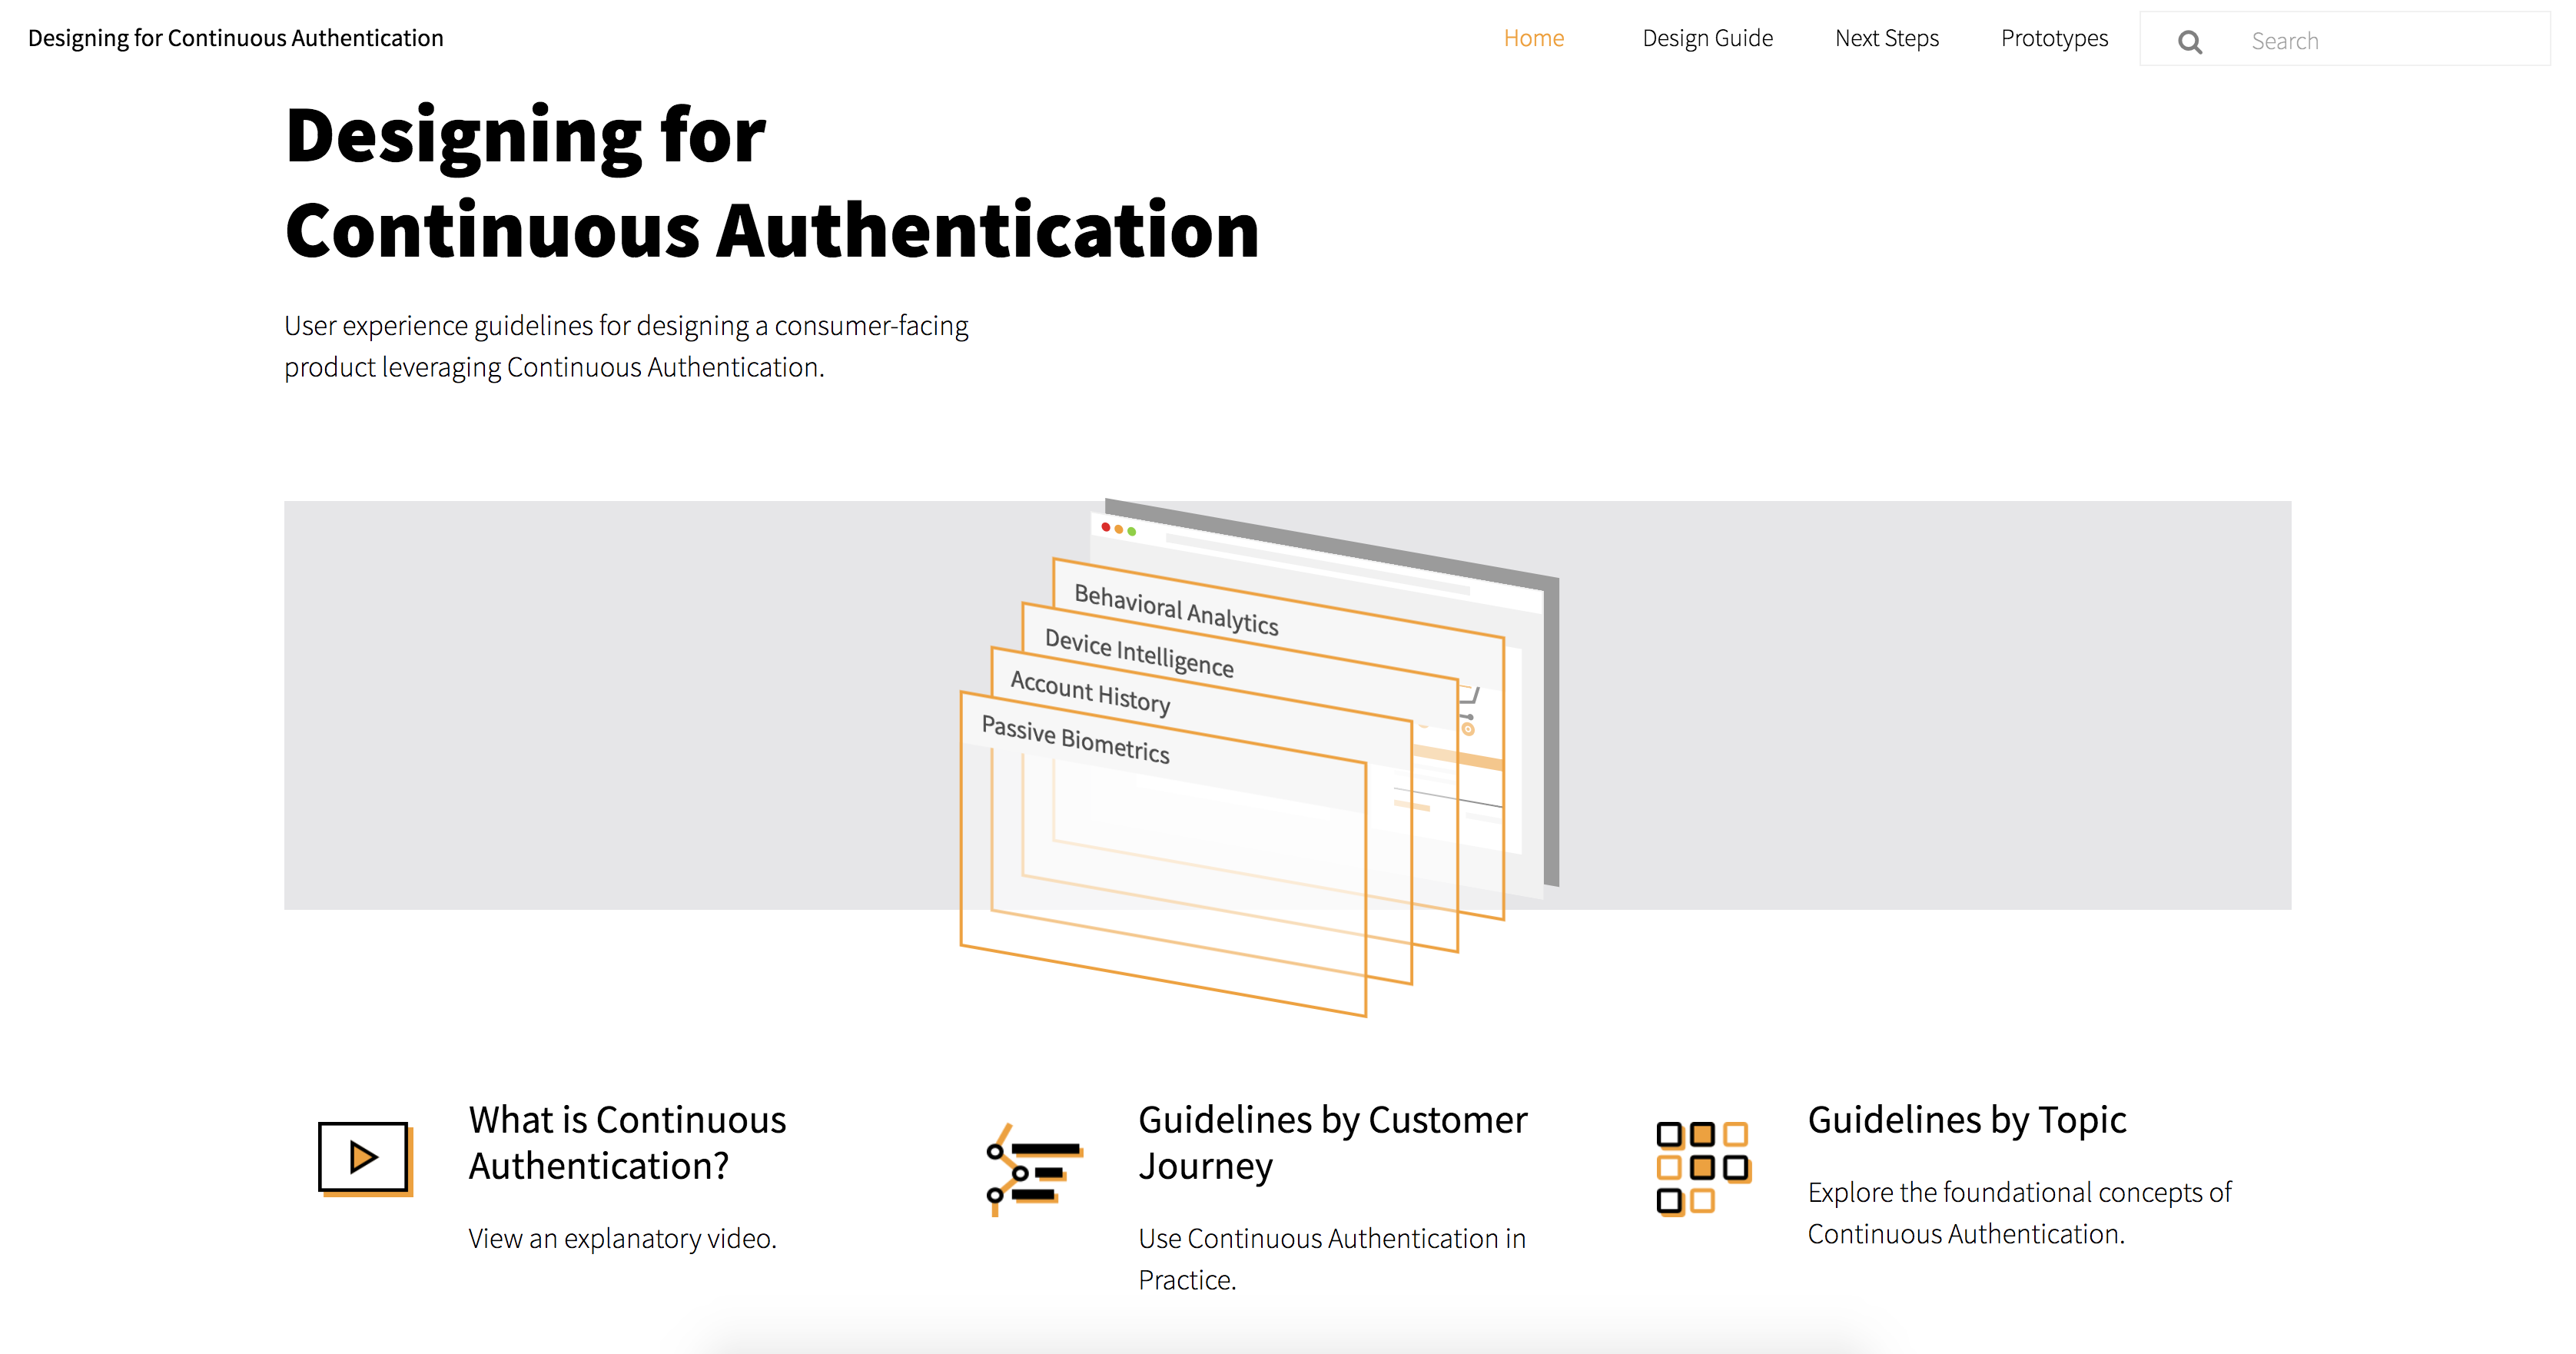 Designing for Continuous Authentication
Home
Design Guide
Next Steps
Prototypes
Search
Designing for
Continuous Authentication
User experience guidelines for designing a consumer-facing
product leveraging Continuous Authentication.
Behavioral Analytics
Device Intelligence
Account History
Passive Biometrics
What is Continuous
Authentication?
View an explanatory video.
Guidelines by Customer
Journey
Use Continuous Authentication in
Practice.
Guidelines by Topic
Explore the foundational concepts of
Continuous Authentication.